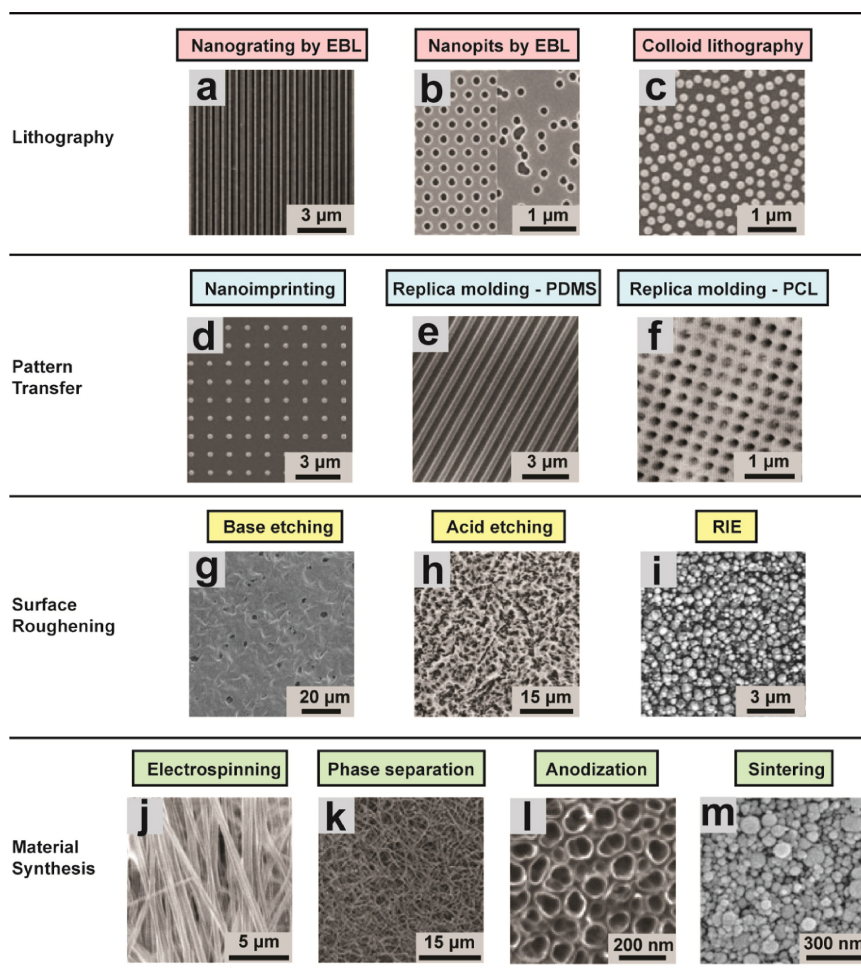 Nanograting by EBL
Nanopits by EBL
Colloid lithography
Lithography
a
b
c
3 µm
1 µm
1 µm
Nanoimprinting
Replica molding - PDMS
Replica molding - PCL
Pattern
Transfer
d
e
f
3 µm
3 µm
1 µm
Base etching
Acid etching
RIE
Surface
Roughening
g
h
i
20 µm
15 µm
3 µm
Electrospinning
Phase separation
Anodization
Sintering
Material
Synthesis
j
k
l
m
5 µm
15 µm
200 nm
300 nm